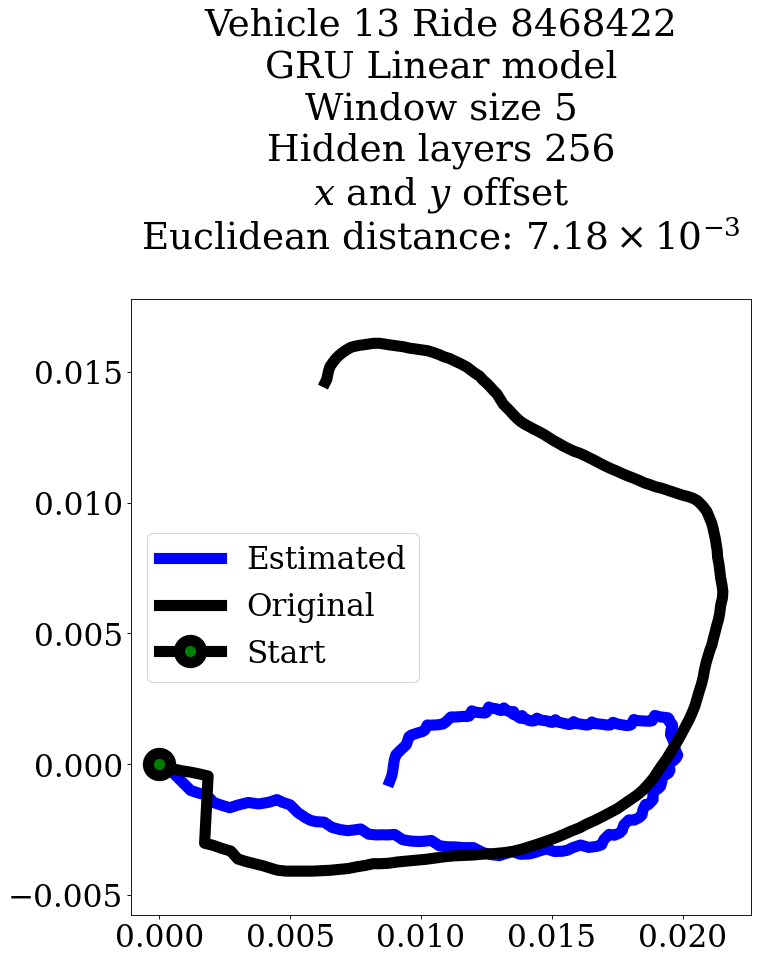 Vehicle 13 Ride 8468422
GRU Linear model
Window size 5
Hidden layers 256
x and y offset
Euclidean distance: 7.18 × 10⁻³
0.015
0.010
0.005
0.000
−0.005
Estimated
Original
Start
0.000 0.005 0.010 0.015 0.020